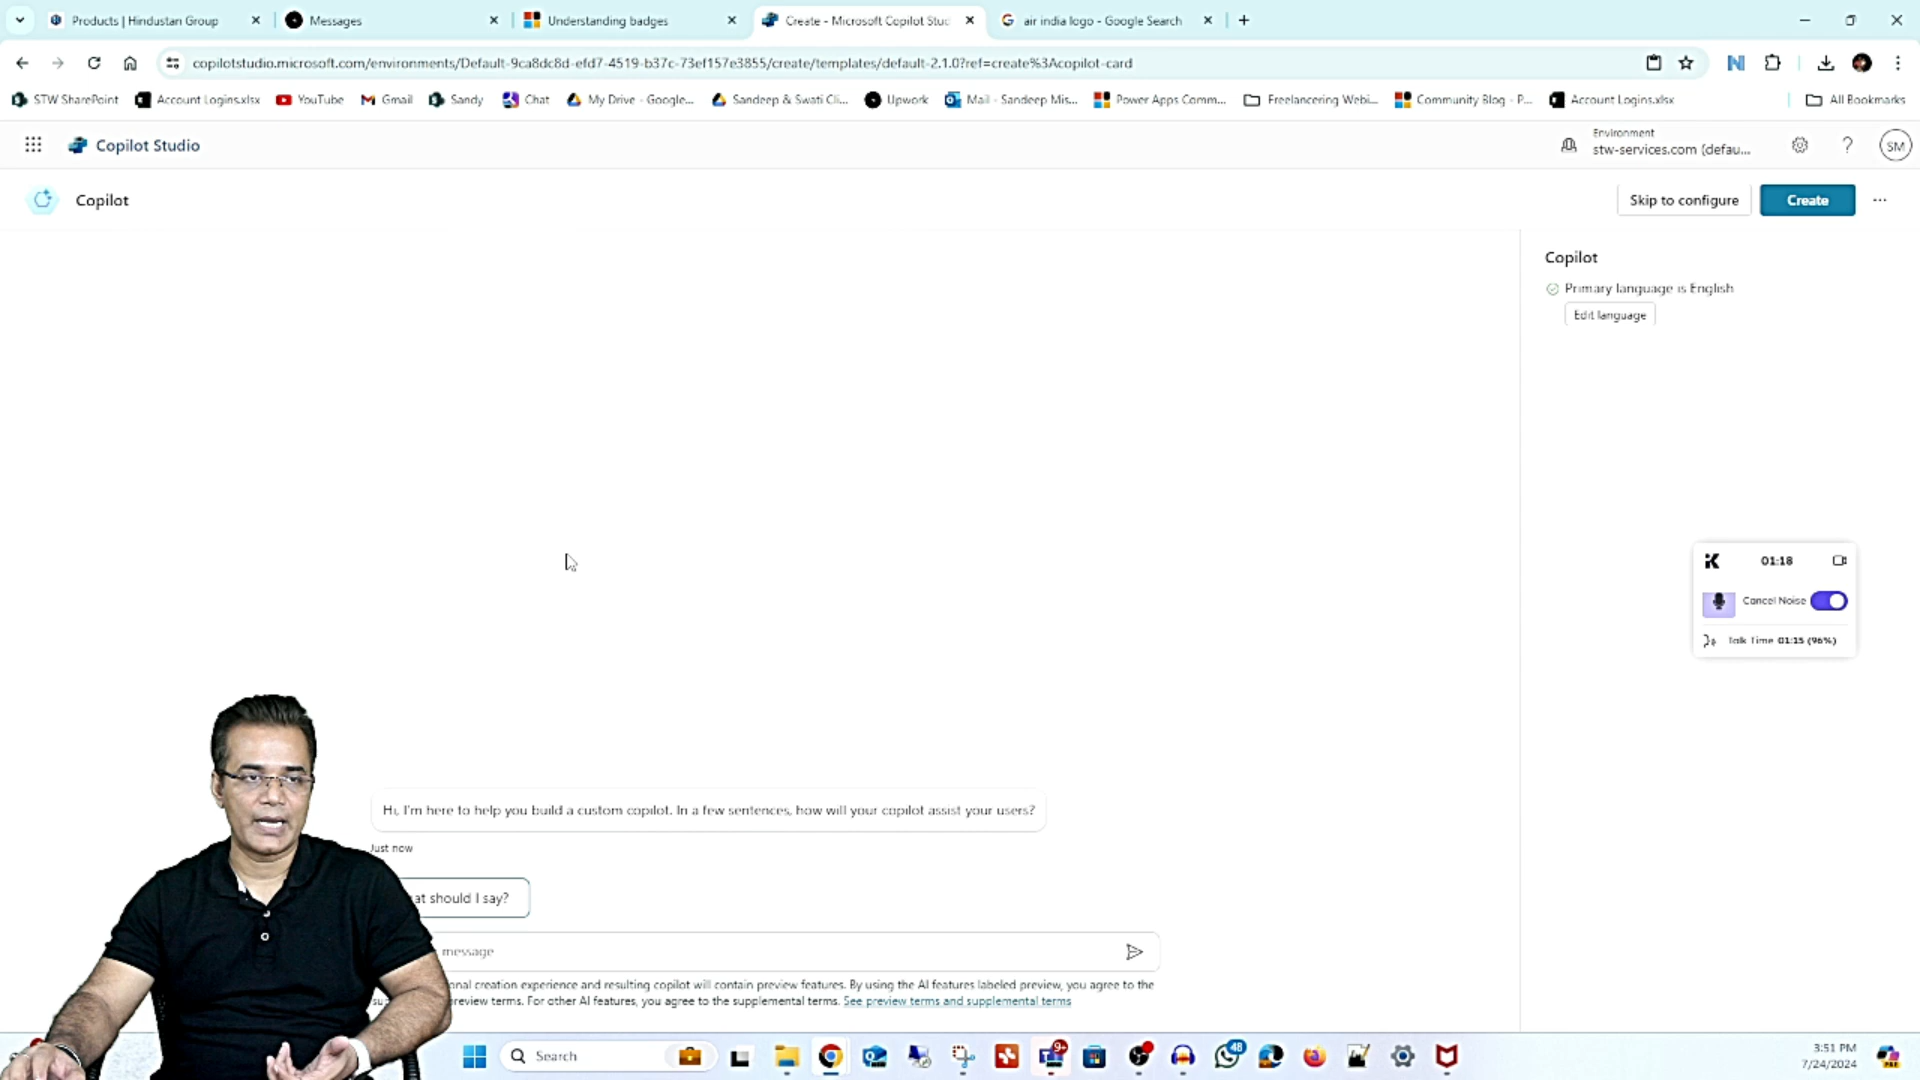 Products | Hindustan Group
Messages
Understanding badges
Create - Microsoft Copilot Stud
air india logo - Google Search
copilotstudio.microsoft.com/environments/Default-9ca8dc8d-efd7-4519-b37c-73ef157e3855/create/templates/default-2.1.0?ref=create%3Acopilot-card
STW SharePoint
Account Logins.xlsx
YouTube
Gmail
Sandy
Chat
My Drive - Google...
Sandeep & Swati Cli...
Upwork
Mail - Sandeep Mis...
Power Apps Comm...
Freelancering Webi...
Community Blog - P...
Account Logins.xlsx
All Bookmarks
Copilot Studio
Environment
stw-services.com (defau...
SM
Copilot
Skip to configure
Create
Copilot
Primary language is English
Edit language
01:18
Cancel Noise
Talk Time 01:15 (96%)
Hi, I'm here to help you build a custom copilot. In a few sentences, how will your copilot assist your users?
Just now
should I say?
message
creation experience and resulting copilot will contain preview features. By using the AI features labeled preview, you agree to the
preview terms. For other AI features, you agree to the supplemental terms. See preview terms and supplemental terms
Search
9+
48
3:51 PM
7/24/2024